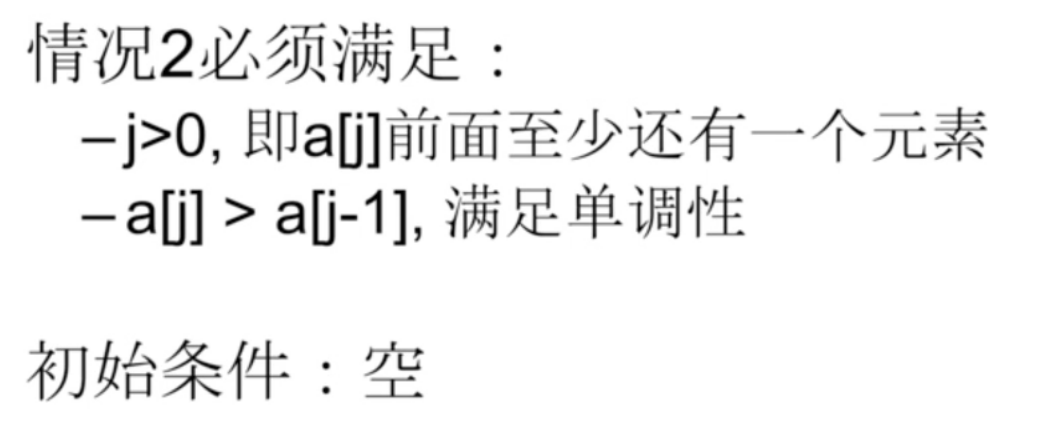 情况2必须满足：
–j>0, 即a[j]前面至少还有一个元素
–a[j] > a[j-1], 满足单调性
初始条件：空